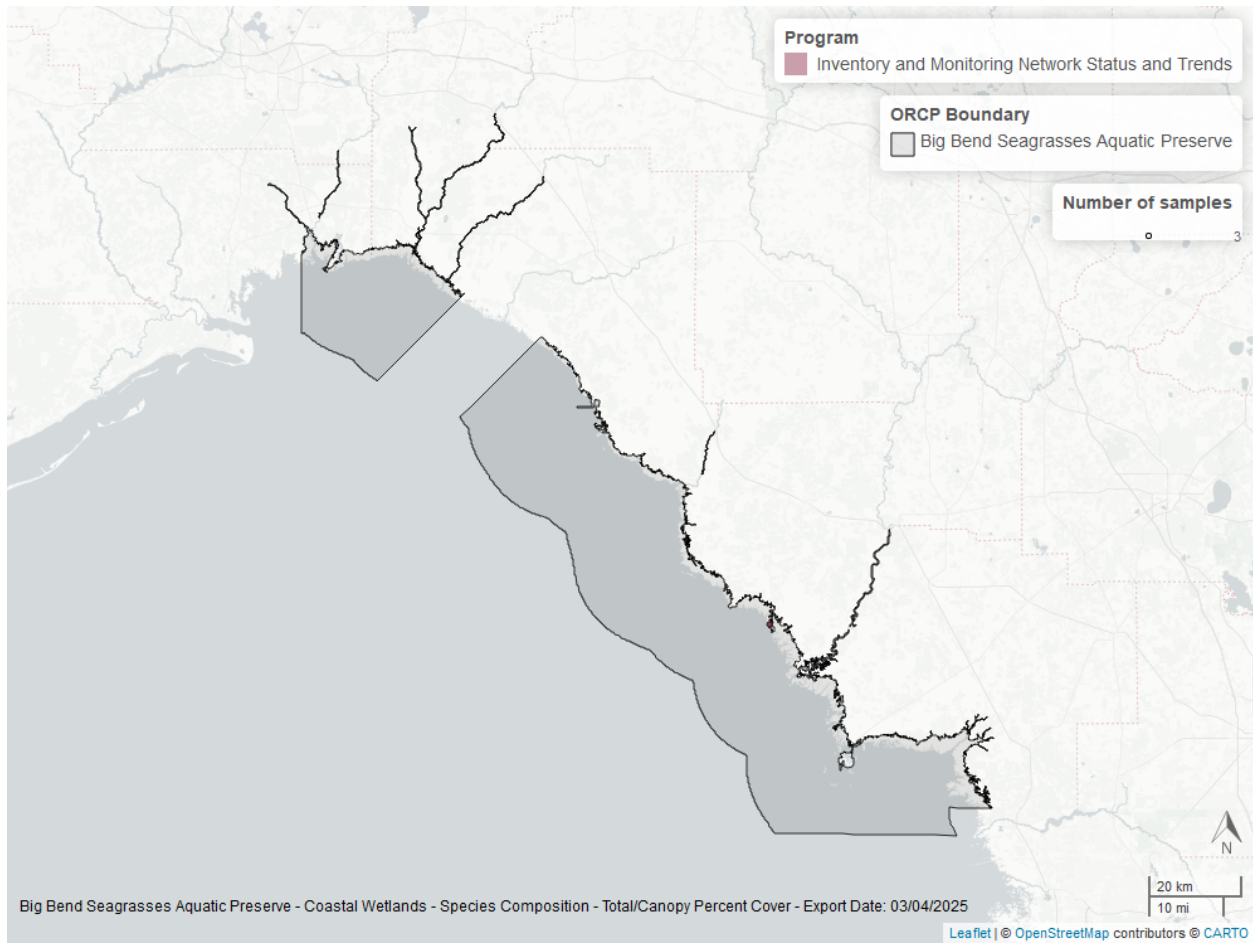 Program
Inventory and Monitoring Network Status and Trends
ORCP Boundary
Big Bend Seagrasses Aquatic Preserve
Number of samples
3
N
20 km
10 mi
Big Bend Seagrasses Aquatic Preserve - Coastal Wetlands - Species Composition - Total/Canopy Percent Cover - Export Date: 03/04/2025
Leaflet | © OpenStreetMap contributors © CARTO